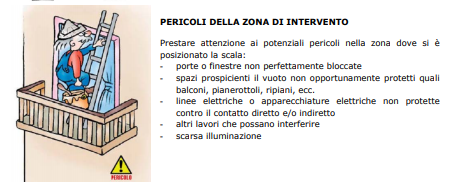 PERICOLI DELLA ZONA DI INTERVENTO
Prestare attenzione ai potenziali pericoli nella zona dove si è
posizionato la scala:
- porte o finestre non perfettamente bloccate
- spazi prospicienti il vuoto non opportunamente protetti quali
balconi, pianerottoli, ripiani, ecc.
- linee elettriche o apparecchiature elettriche non protette
contro il contatto diretto e/o indiretto
- altri lavori che possano interferire
- scarsa illuminazione
PERICOLO